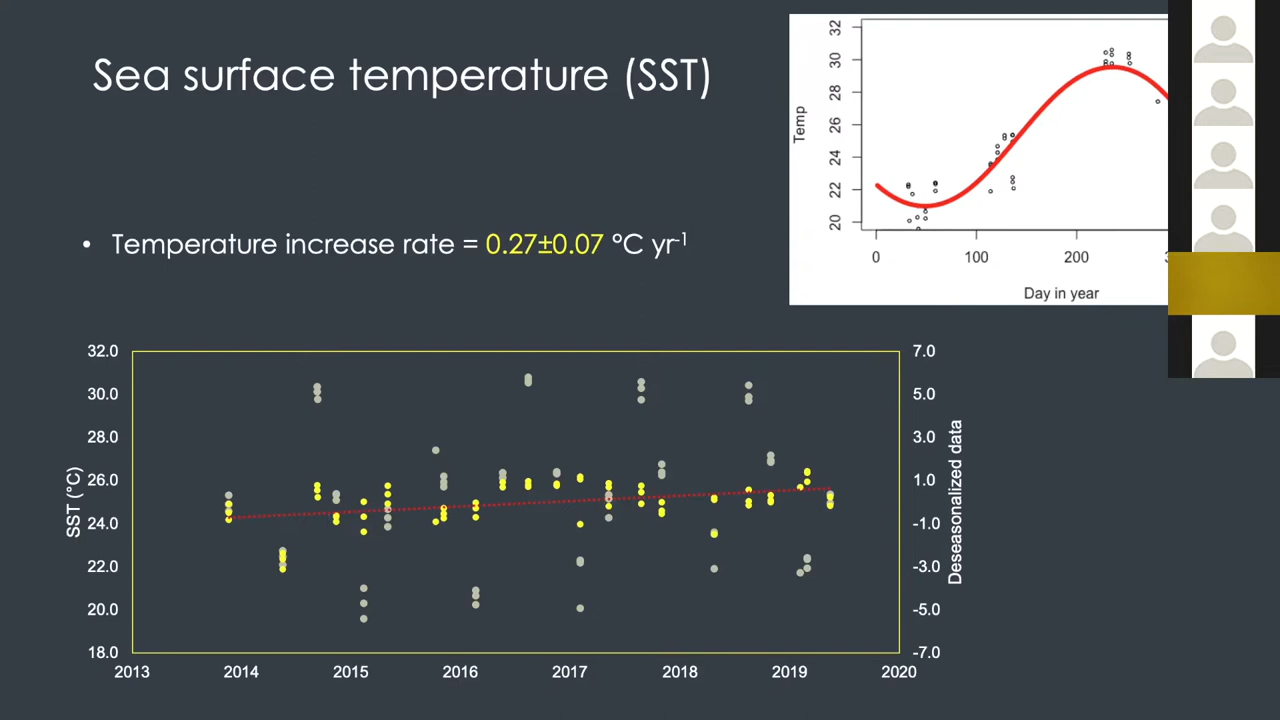 Sea surface temperature (SST)
• Temperature increase rate = 0.27±0.07 °C yr-1
32
30
28
26
24
22
20
Temp
0 100 200 3
Day in year
32.0
30.0
28.0
26.0
24.0
22.0
20.0
18.0
SST (°C)
7.0
5.0
3.0
1.0
-1.0
-3.0
-5.0
-7.0
Deseasonalized data
2013 2014 2015 2016 2017 2018 2019 2020